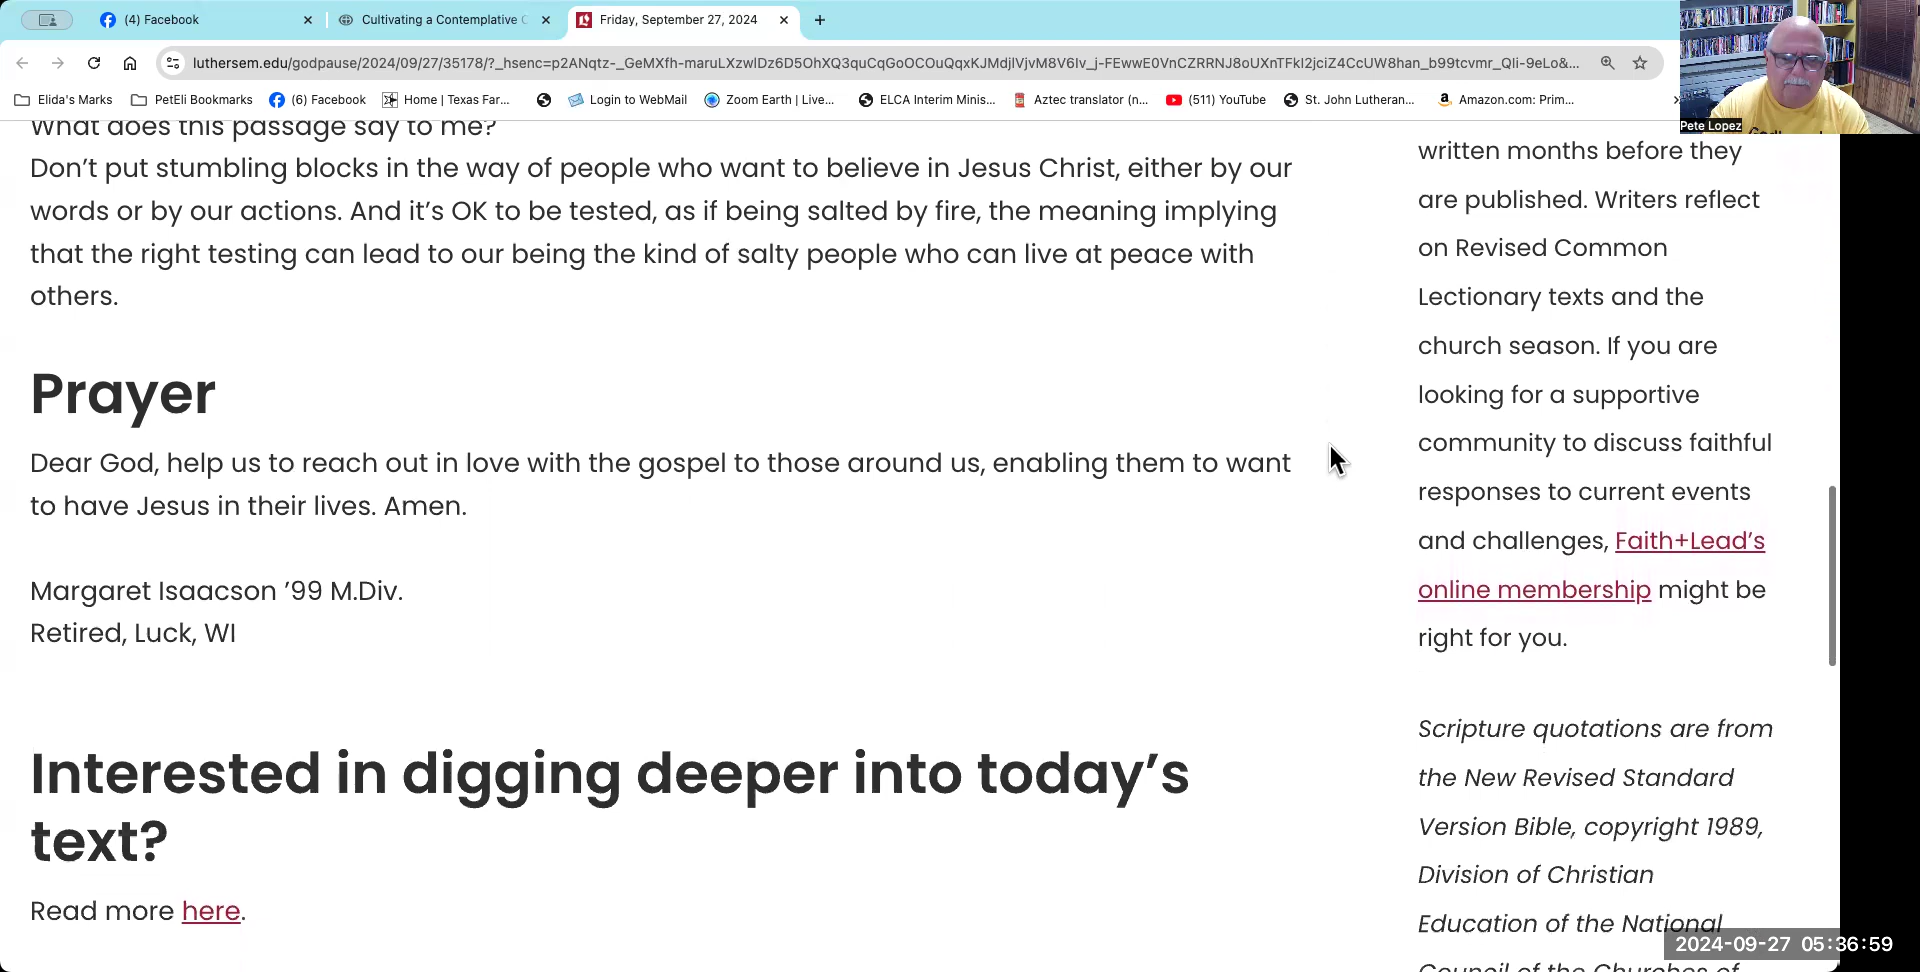 (4) Facebook
Cultivating a Contemplative
Friday, September 27, 2024
luthersem.edu/godpause/2024/09/27/35178/?_hsenc=p2ANqtz-_GeMXfh-maruLXzwIDz6D5OhXQ3quCqGoOCOuQqxKJMdjlVjvM8V6Iv_j-FEwwE0VnCZRRNJ8oUXnTFkI2jciZ4CcUW8han_b99tcvmr_Qli-9eLo&...
Elida's Marks
PetEli Bookmarks
(6) Facebook
Home | Texas Far...
Login to WebMail
Zoom Earth | Live...
ELCA Interim Minis...
Aztec translator (n...
(511) YouTube
St. John Lutheran...
Amazon.com: Prim...
Pete Lopez
What does this passage say to me?
Don't put stumbling blocks in the way of people who want to believe in Jesus Christ, either by our
words or by our actions. And it's OK to be tested, as if being salted by fire, the meaning implying
that the right testing can lead to our being the kind of salty people who can live at peace with
others.
Prayer
Dear God, help us to reach out in love with the gospel to those around us, enabling them to want
to have Jesus in their lives. Amen.
Margaret Isaacson ’99 M.Div.
Retired, Luck, WI
Interested in digging deeper into today’s
text?
Read more here.
written months before they
are published. Writers reflect
on Revised Common
Lectionary texts and the
church season. If you are
looking for a supportive
community to discuss faithful
responses to current events
and challenges, Faith+Lead’s
online membership might be
right for you.
Scripture quotations are from
the New Revised Standard
Version Bible, copyright 1989,
Division of Christian
Education of the National
Council of the Churches of
2024-09-27 05:36:59